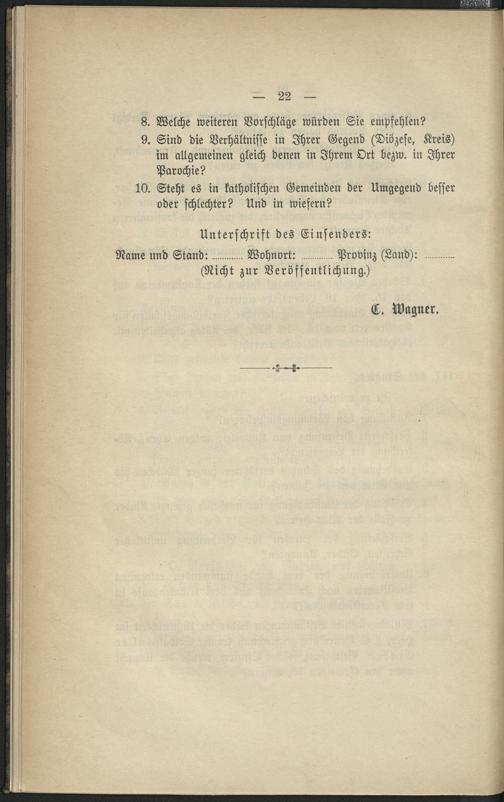 — 22 —
8. Welche weiteren Vorschläge würden Sie empfehlen?
9. Sind die Verhältnisse in Ihrer Gegend (Diözese, Kreis)
im allgemeinen gleich denen in Ihrem Ort bezw. in Ihrer
Parochie?
10. Steht es in katholischen Gemeinden der Umgegend besser
oder schlechter? Und in wiefern?
Unterschrift des Einsenders:
Name und Stand: ........... Wohnort: ........... Provinz (Land): ...........
(Nicht zur Veröffentlichung.)
C. Wagner.